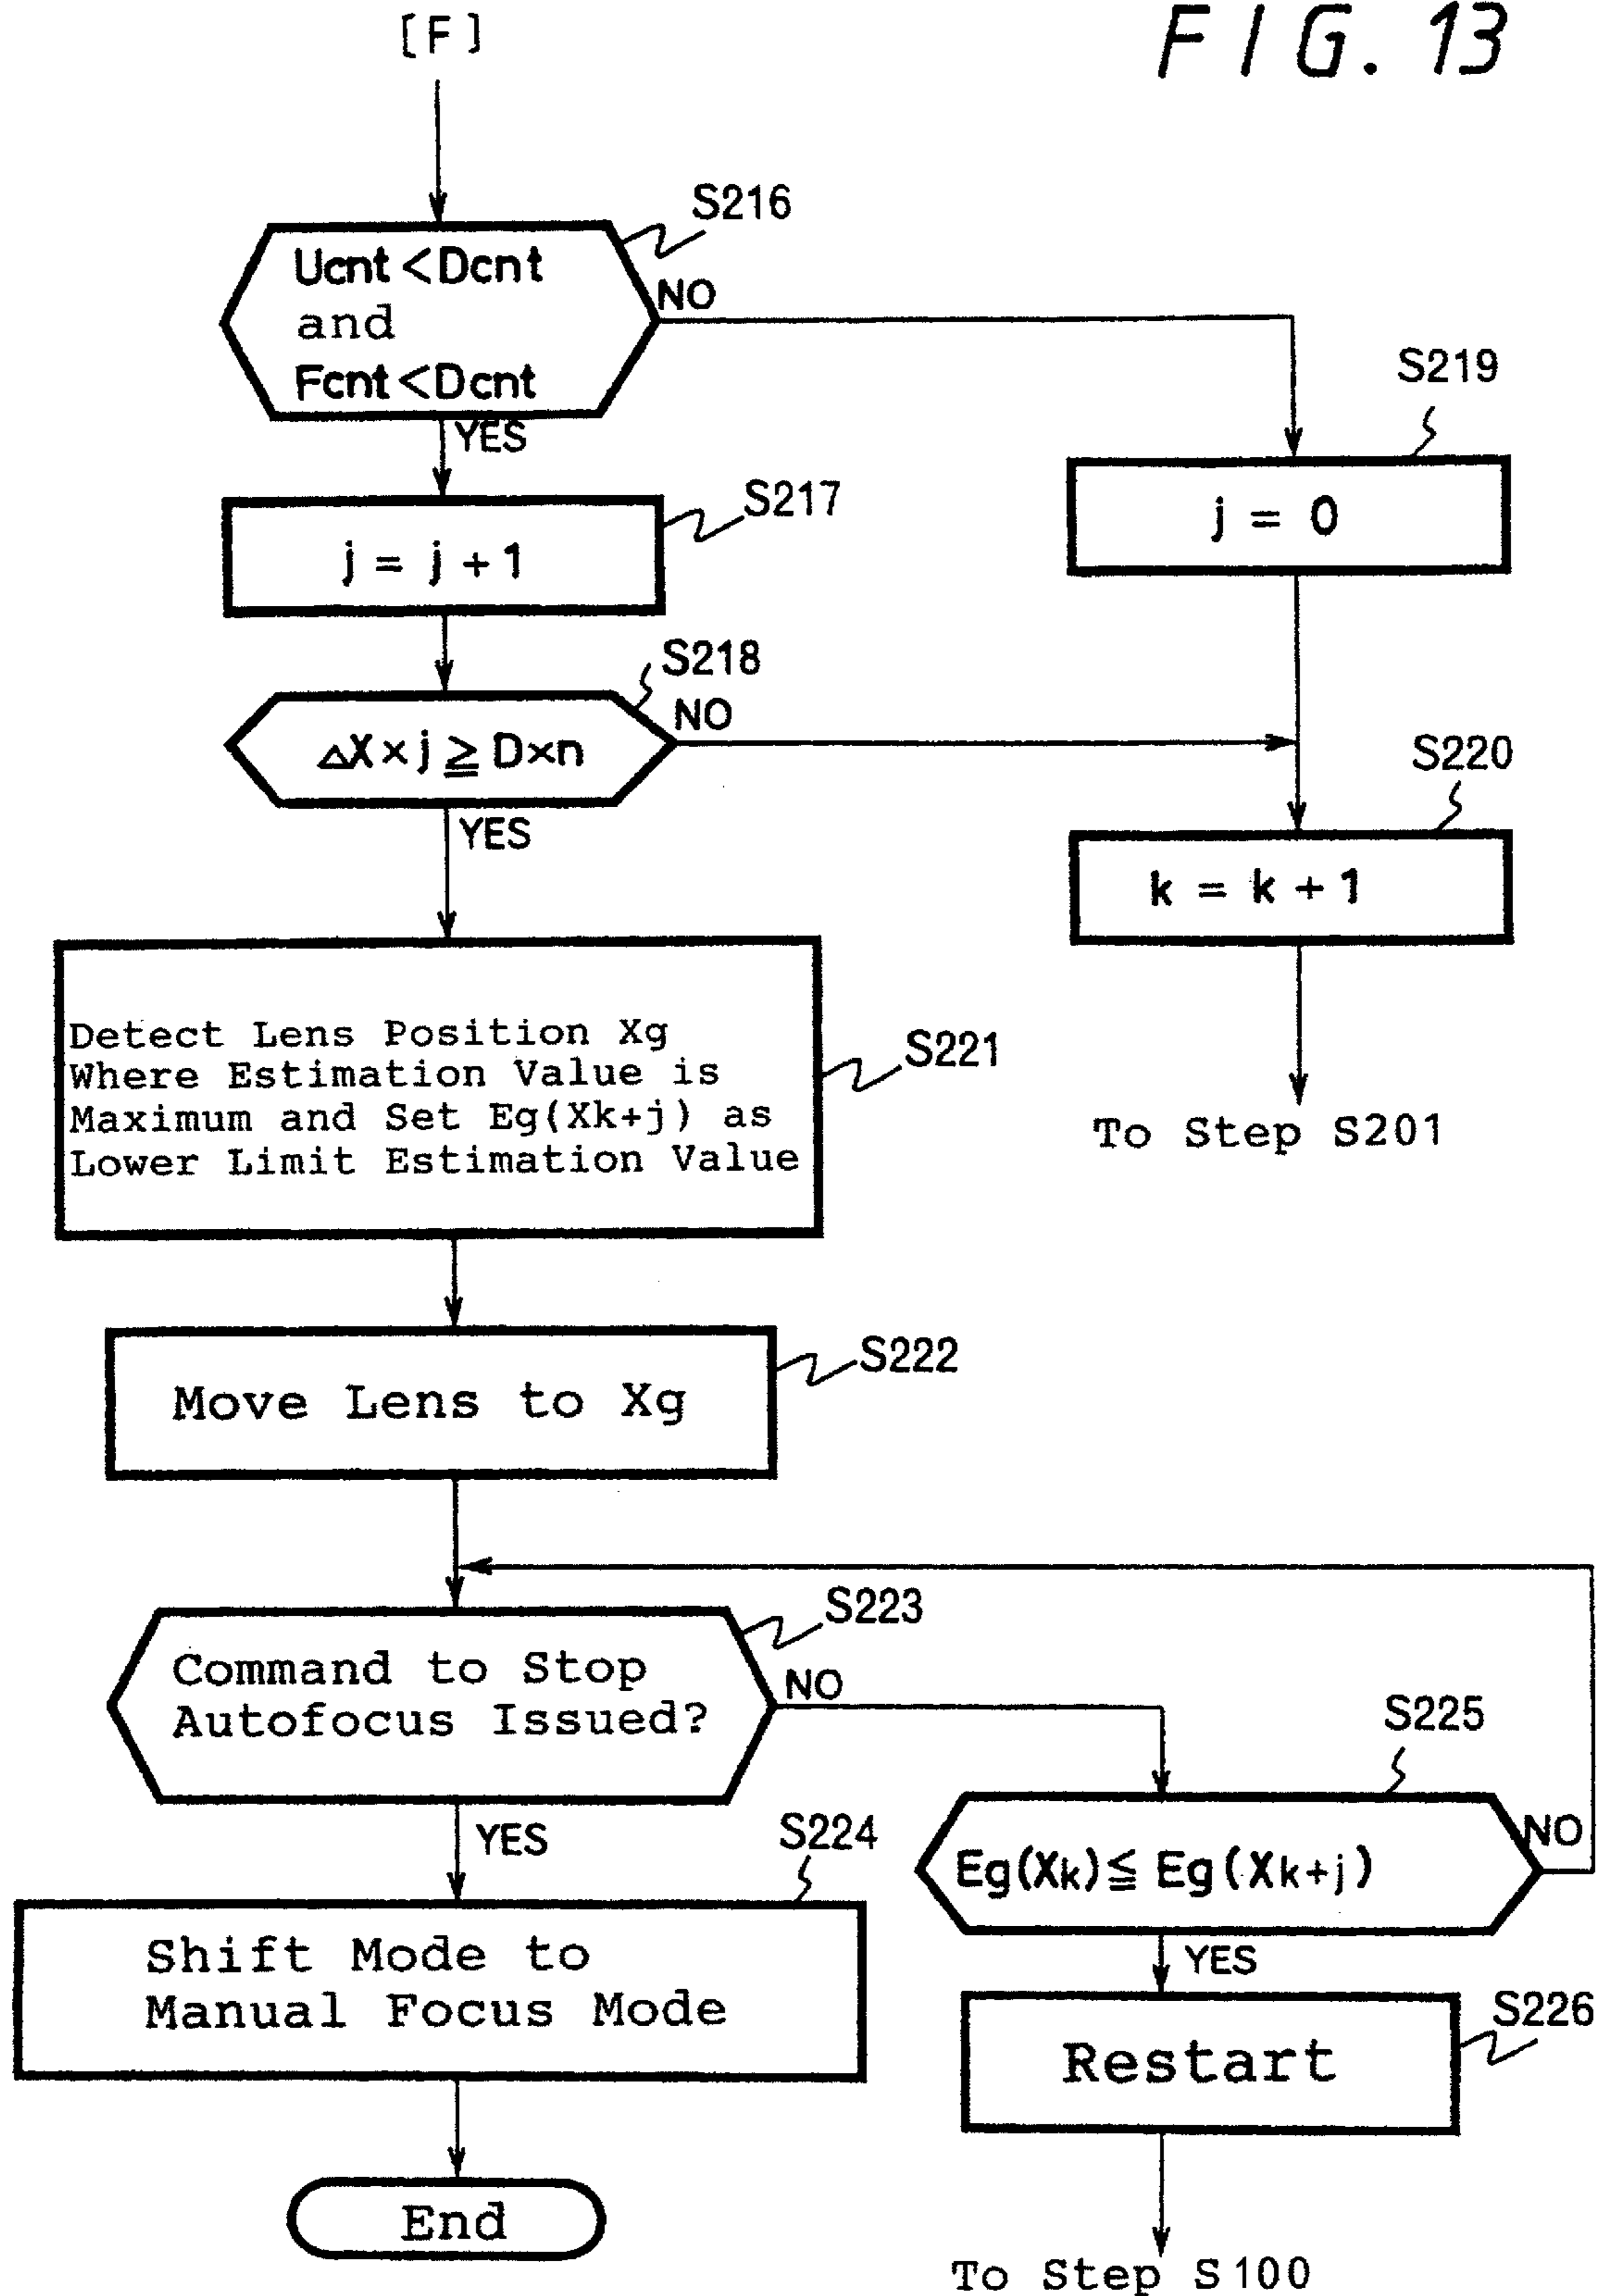 [F]
FIG. 13
S216
Ucnt<Dcnt
and
Fcnt<Dcnt
NO
YES
S219
j = 0
S217
j = j + 1
S218
△X×j≧D×n
NO
YES
S220
k = k + 1
To Step S201
Detect Lens Position Xg
Where Estimation Value is
Maximum and Set Eg(Xk+j) as
Lower Limit Estimation Value
S221
Move Lens to Xg
S222
S223
Command to Stop
Autofocus Issued?
NO
YES
S225
Eg(Xk)≦Eg(Xk+j)
NO
YES
S224
Shift Mode to
Manual Focus Mode
S226
Restart
End
To Step S100